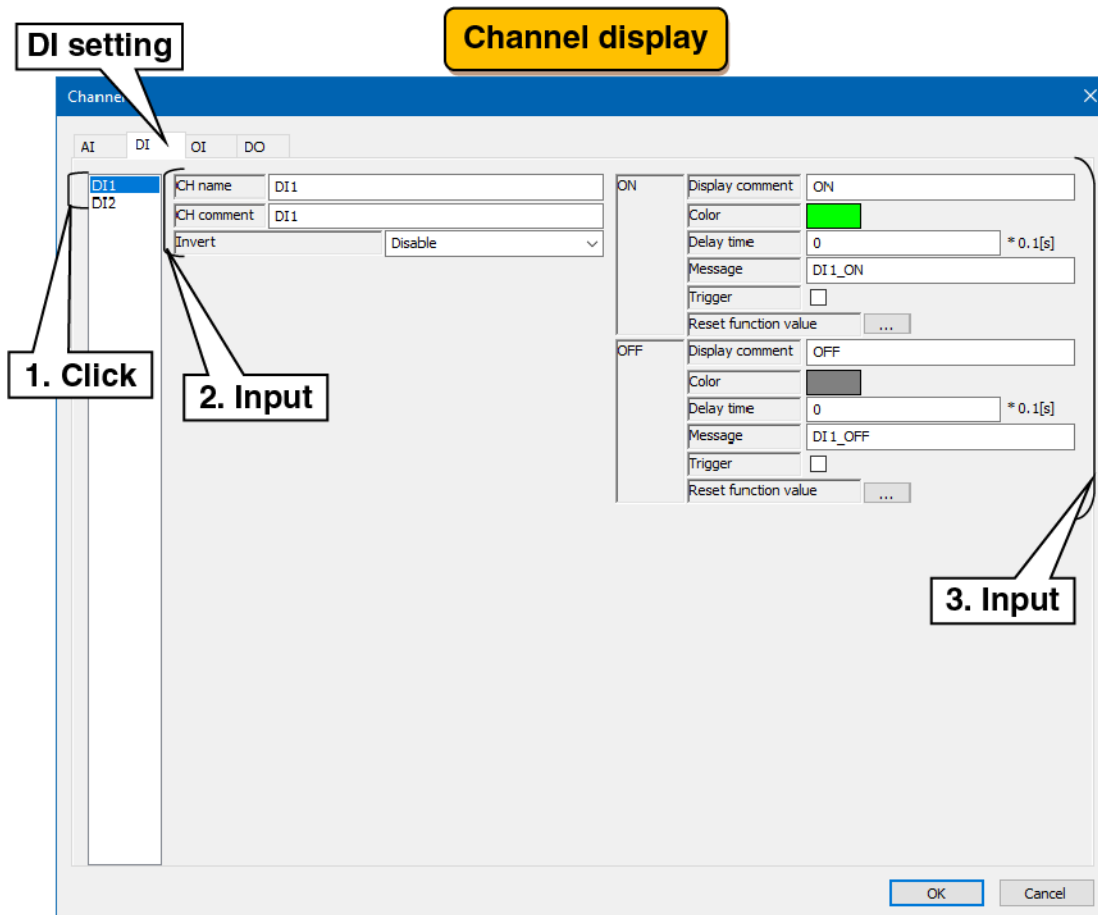 Channel display
DI setting
Channel
AI DI OI DO
DI1
DI2
CH name DI1
CH comment DI1
Invert Disable
ON Display comment ON
Color
Delay time 0 * 0.1[s]
Message DI1_ON
Trigger
Reset function value ...
OFF Display comment OFF
Color
Delay time 0 * 0.1[s]
Message DI1_OFF
Trigger
Reset function value ...
1. Click
2. Input
3. Input
OK Cancel